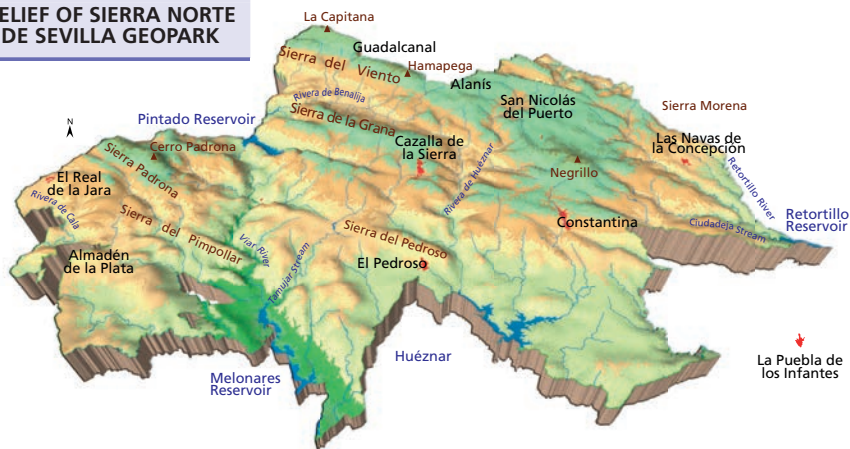 ELIEF OF SIERRA NORTE
DE SEVILLA GEOPARK
La Capitana
Guadalcanal
Sierra del Viento
Hamapega
Alanís
Rivera de Benalija
San Nicolás
del Puerto
Sierra Morena
Pintado Reservoir
Sierra de la Grana
N
Cerro Padrona
Cazalla de
la Sierra
Las Navas de
la Concepción
Sierra Padrona
El Real
de la Jara
Rivera de Huéznar
Negrillo
Retortillo River
Rivera de Cala
Sierra del Pimpollar
Sierra del Pedroso
Constantina
Ciudadeja Stream
Retortillo
Reservoir
Almadén
de la Plata
Viar River
Tamujar Stream
El Pedroso
Huéznar
La Puebla de
los Infantes
Melonares
Reservoir